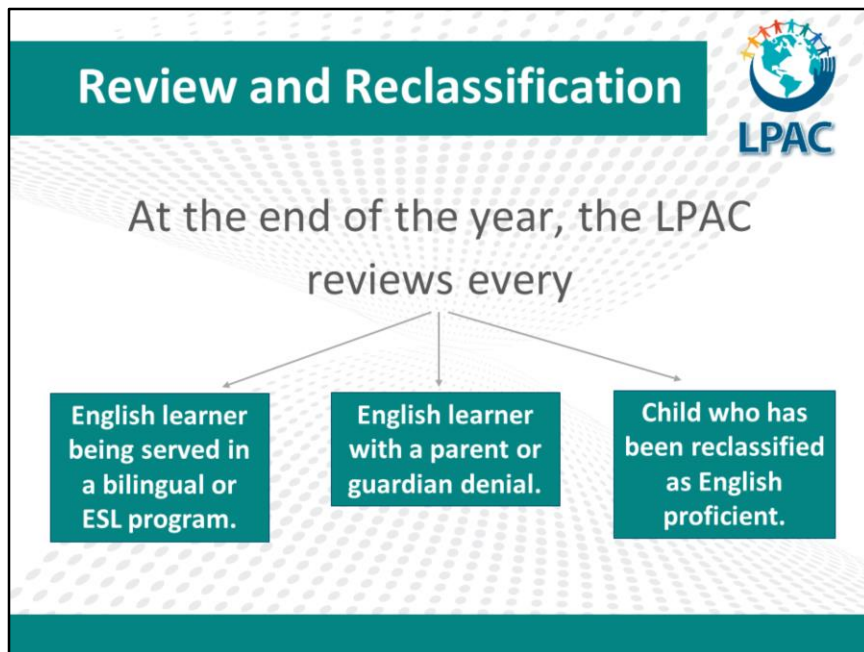 Review and Reclassification
LPAC
At the end of the year, the LPAC
reviews every
English learner
being served in
a bilingual or
ESL program.
English learner
with a parent or
guardian denial.
Child who has
been reclassified
as English
proficient.